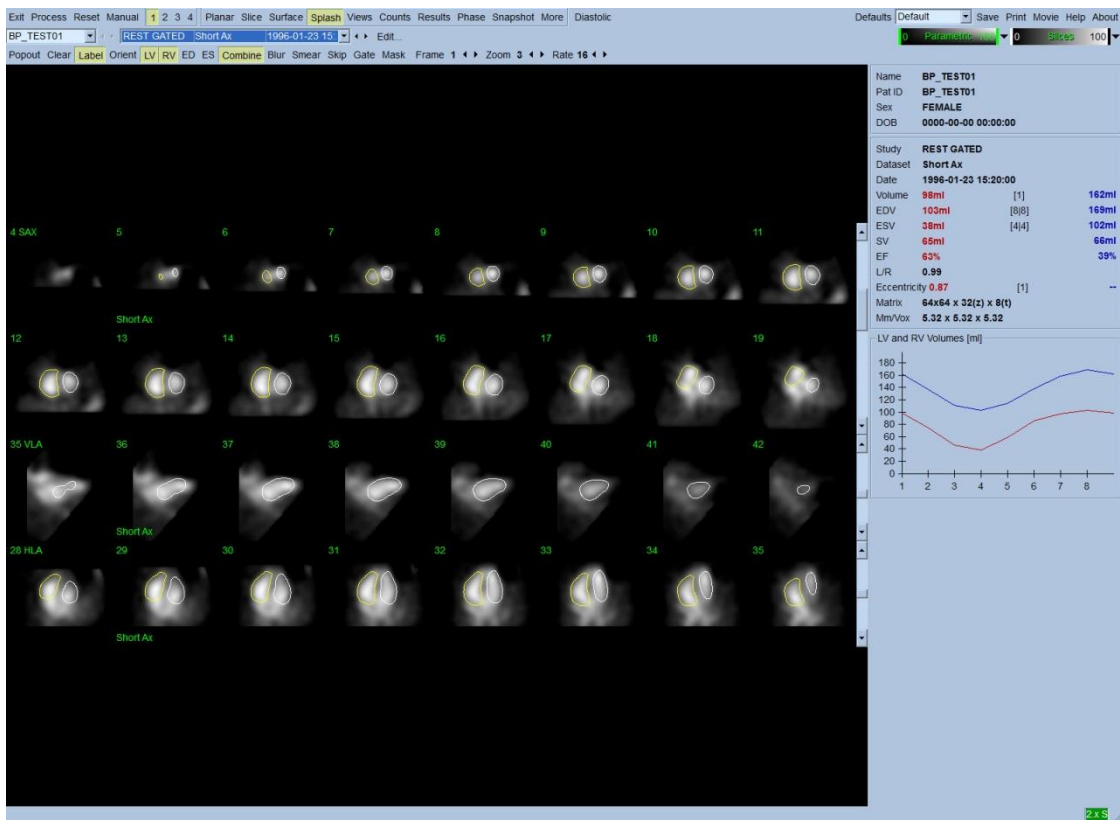 Exit Process Reset Manual 1 2 3 4 Planar Slice Surface Splash Views Counts Results Phase Snapshot More Diastolic Defaults Default Save Print Movie Help About
BP_TEST01 REST GATED Short Ax 1996-01-23 15: Edit... 0 Parametric 100 0 Slices 100
Popout Clear Label Orient LV RV ED ES Combine Blur Smear Skip Gate Mask Frame 1 Zoom 3 Rate 16
Name BP_TEST01
Pat ID BP_TEST01
Sex FEMALE
DOB 0000-00-00 00:00:00
Study REST GATED
Dataset Short Ax
Date 1996-01-23 15:20:00
Volume 98ml [1] 162ml
EDV 103ml [8|8] 169ml
ESV 38ml [4|4] 102ml
SV 65ml 66ml
EF 63% 39%
L/R 0.99
Eccentricity 0.87 [1] --
Matrix 64x64 x 32(z) x 8(t)
Mm/Vox 5.32 x 5.32 x 5.32
LV and RV Volumes [ml]
180
160
140
120
100
80
60
40
20
0
1 2 3 4 5 6 7 8
4 SAX 5 6 7 8 9 10 11
Short Ax
12 13 14 15 16 17 18 19
35 VLA 36 37 38 39 40 41 42
Short Ax
28 HLA 29 30 31 32 33 34 35
Short Ax
2 x S